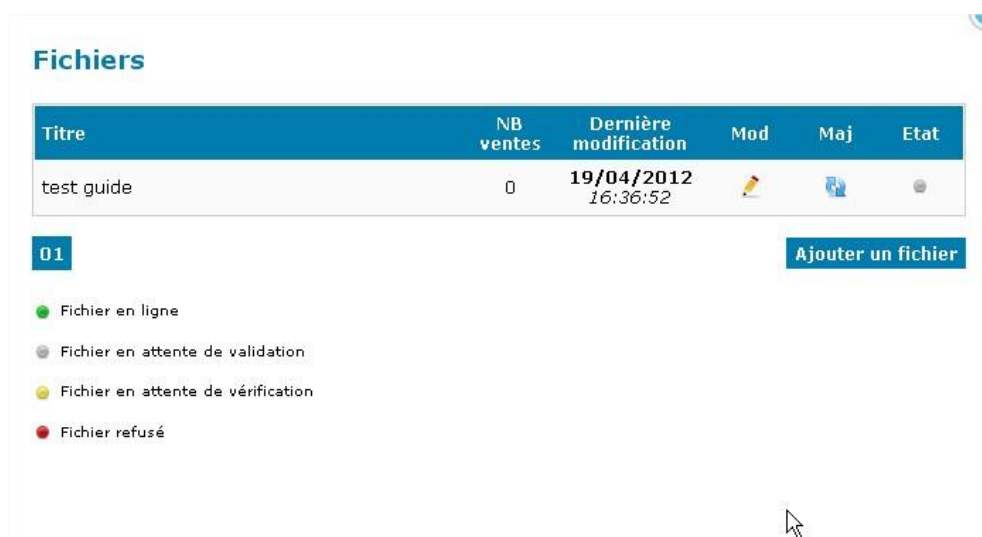 Fichiers
Titre NB ventes Dernière modification Mod Maj Etat
test guide 0 19/04/2012 16:36:52
01 Ajouter un fichier
Fichier en ligne
Fichier en attente de validation
Fichier en attente de vérification
Fichier refusé